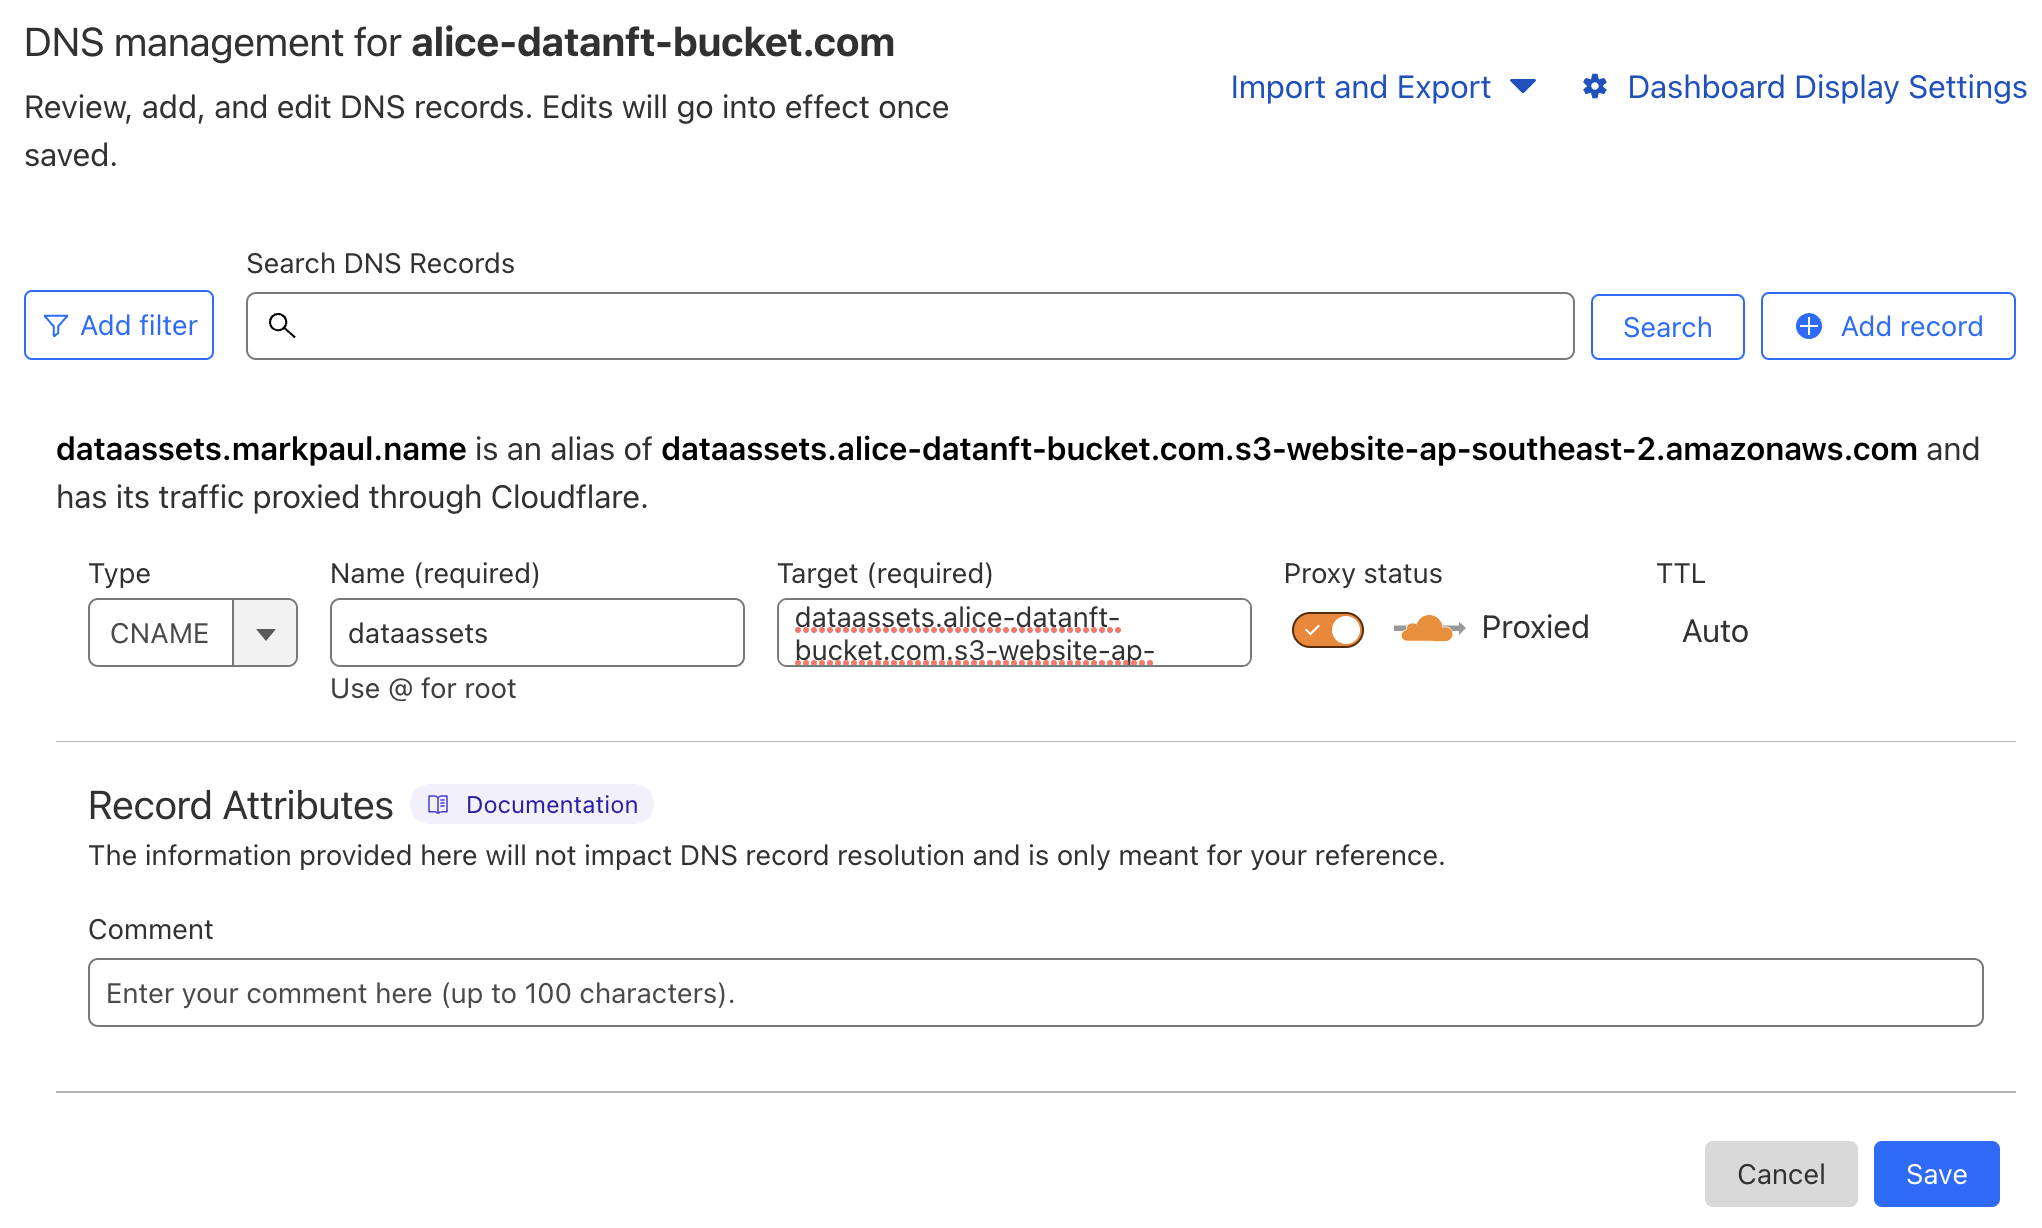 DNS management for alice-datanft-bucket.com
Review, add, and edit DNS records. Edits will go into effect once
saved.
Import and Export
Dashboard Display Settings
Search DNS Records
Add filter
Search
Add record
dataassets.markpaul.name is an alias of dataassets.alice-datanft-bucket.com.s3-website-ap-southeast-2.amazonaws.com and
has its traffic proxied through Cloudflare.
Type
Name (required)
Target (required)
Proxy status
TTL
CNAME
dataassets
dataassets.alice-datanft-
bucket.com.s3-website-ap-
Proxied
Auto
Use @ for root
Record Attributes
Documentation
The information provided here will not impact DNS record resolution and is only meant for your reference.
Comment
Enter your comment here (up to 100 characters).
Cancel
Save